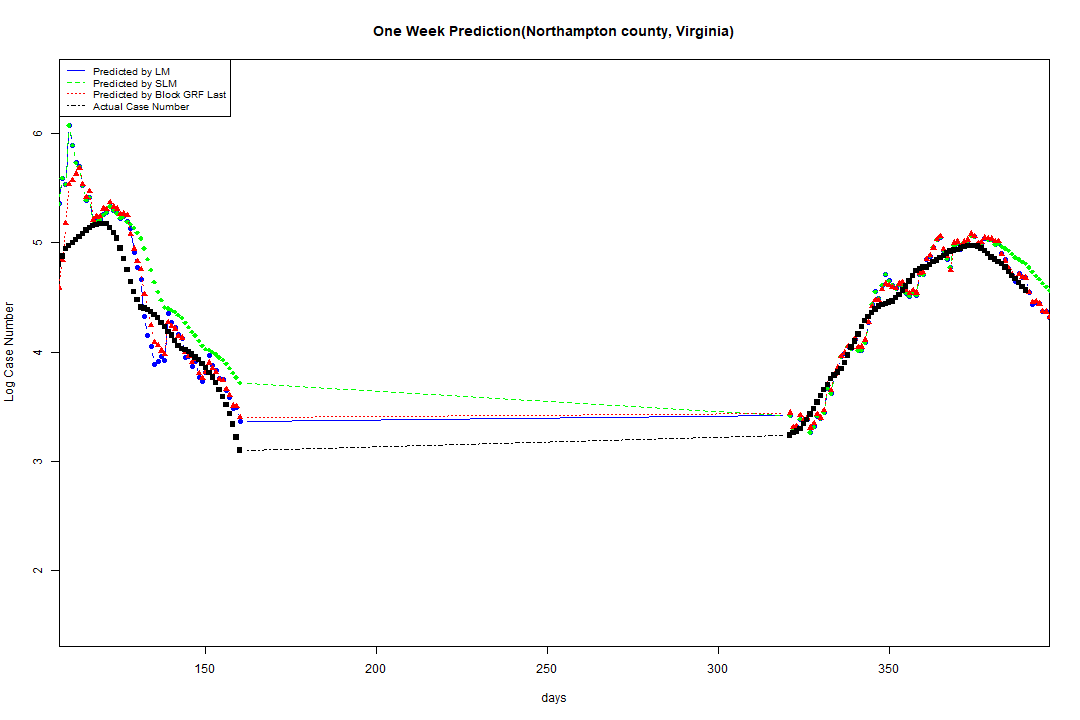 One Week Prediction(Northampton county, Virginia)
Predicted by LM
Predicted by SLM
Predicted by Block GRF Last
Actual Case Number
6
5
4
3
2
Log Case Number
150 200 250 300 350
days